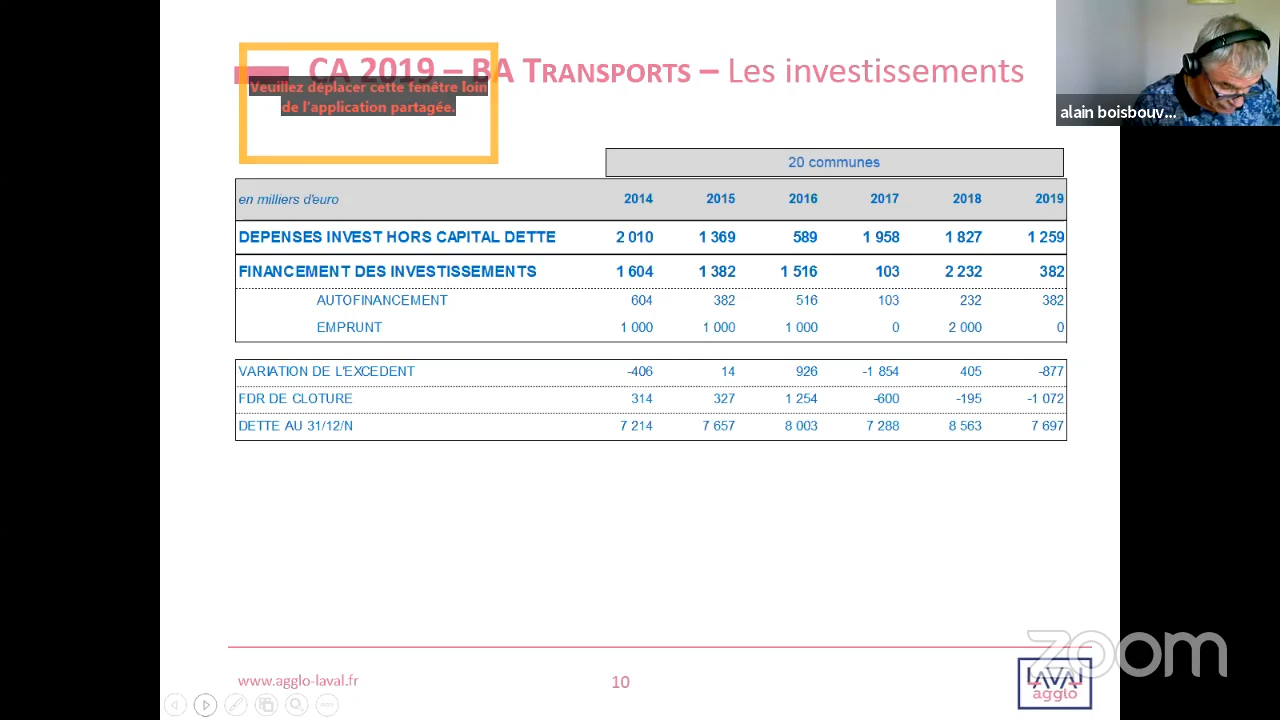 CA 2019 – BA TRANSPORTS – Les investissements
Veuillez déplacer cette fenêtre loin
de l'application partagée.
alain boisbouv...
20 communes
en milliers d'euro 2014 2015 2016 2017 2018 2019
DEPENSES INVEST HORS CAPITAL DETTE 2 010 1 369 589 1 958 1 827 1 259
FINANCEMENT DES INVESTISSEMENTS 1 604 1 382 1 516 103 2 232 382
AUTOFINANCEMENT 604 382 516 103 232 382
EMPRUNT 1 000 1 000 1 000 0 2 000 0
VARIATION DE L'EXCEDENT -406 14 926 -1 854 405 -877
FDR DE CLOTURE 314 327 1 254 -600 -195 -1 072
DETTE AU 31/12/N 7 214 7 657 8 003 7 288 8 563 7 697
zoom
www.agglo-laval.fr
10
LAVAL
agglo